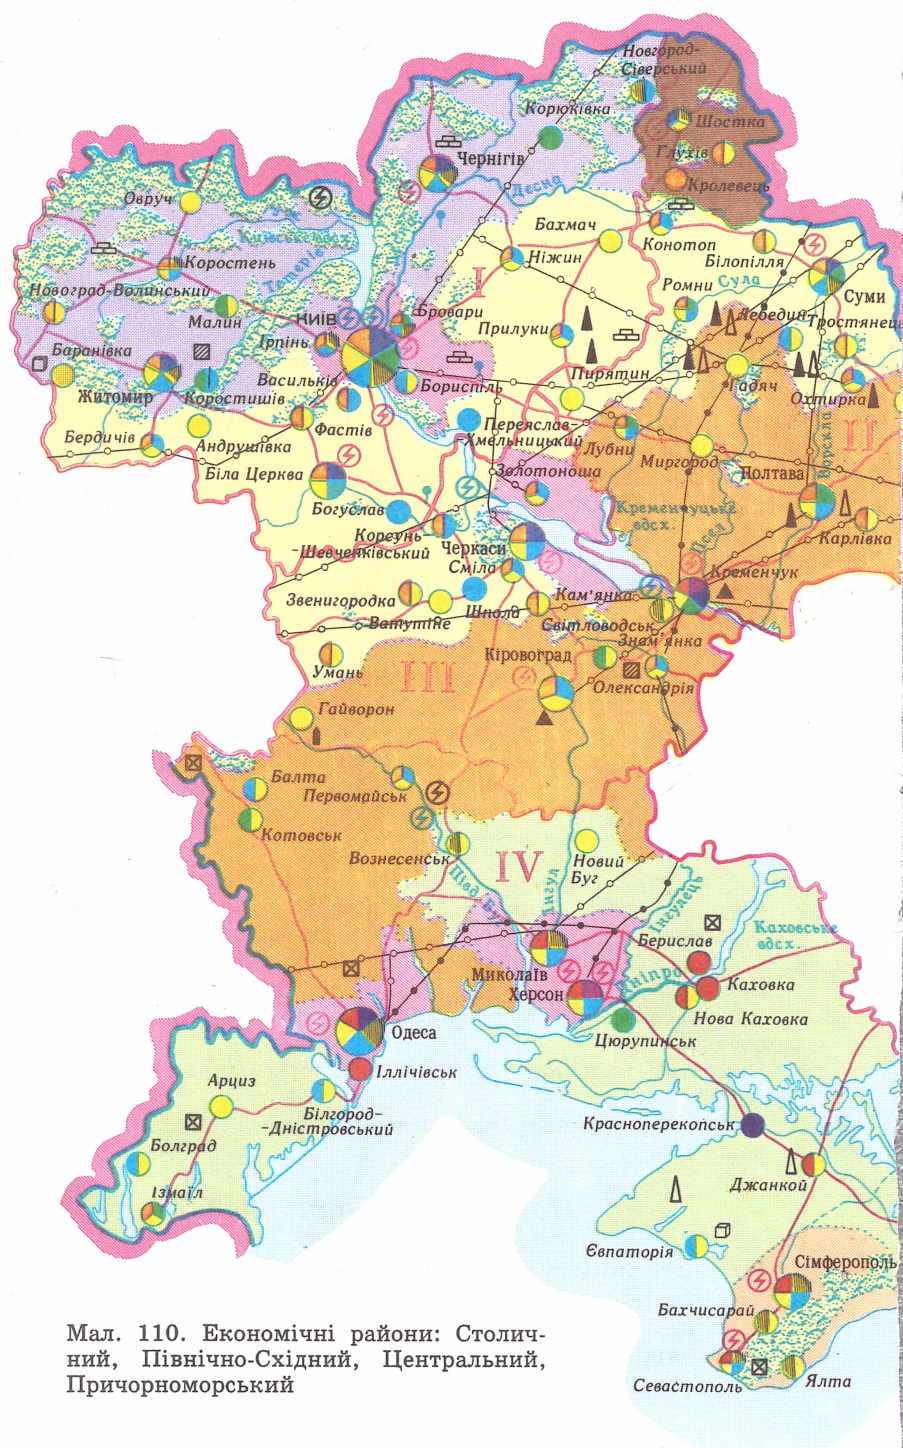 Новгород-
Сіверський
Корюківка
Шостка
Глухів
Чернігів
Десна
Кролевець
Овруч
Уж
Київське вдсх.
Бахмач
Конотоп
Білопілля
Коростень
Тетерів
Ніжин
I
Ромни
Сула
Суми
Новоград-Волинський
Малин
КИЇВ
Бровари
Прилуки
Лебедин
Тростянець
Ірпінь
Баранівка
Васильків
Бориспіль
Пирятин
Гадяч
Охтирка
Житомир
Коростишів
Фастів
Переяслав-
-Хмельницький
Лубни
Ворскла
II
Бердичів
Андрушівка
Біла Церква
Золотоноша
Миргород
Полтава
Богуслав
Кременчуцьке
вдсх.
Псел
Карлівка
Корсунь-
-Шевченківський
Черкаси
Сміла
Кременчук
Звенигородка
Ватутіне
Шпола
Кам'янка
Світловодськ
Знам'янка
Умань
III
Кіровоград
Олександрія
Гайворон
Балта
Первомайськ
Котовськ
Вознесенськ
IV
Новий
Буг
Півд. Буг
Інгул
Інгулець
Каховське
вдсх.
Берислав
Миколаїв
Херсон
Дніпро
Каховка
Нова Каховка
Одеса
Цюрупинськ
Іллічівськ
Арциз
Білгород-
-Дністровський
Красноперекопськ
Болград
Джанкой
Ізмаїл
Євпаторія
Сімферополь
Бахчисарай
Севастополь
Ялта
Мал. 110. Економічні райони: Столич-
ний, Північно-Східний, Центральний,
Причорноморський